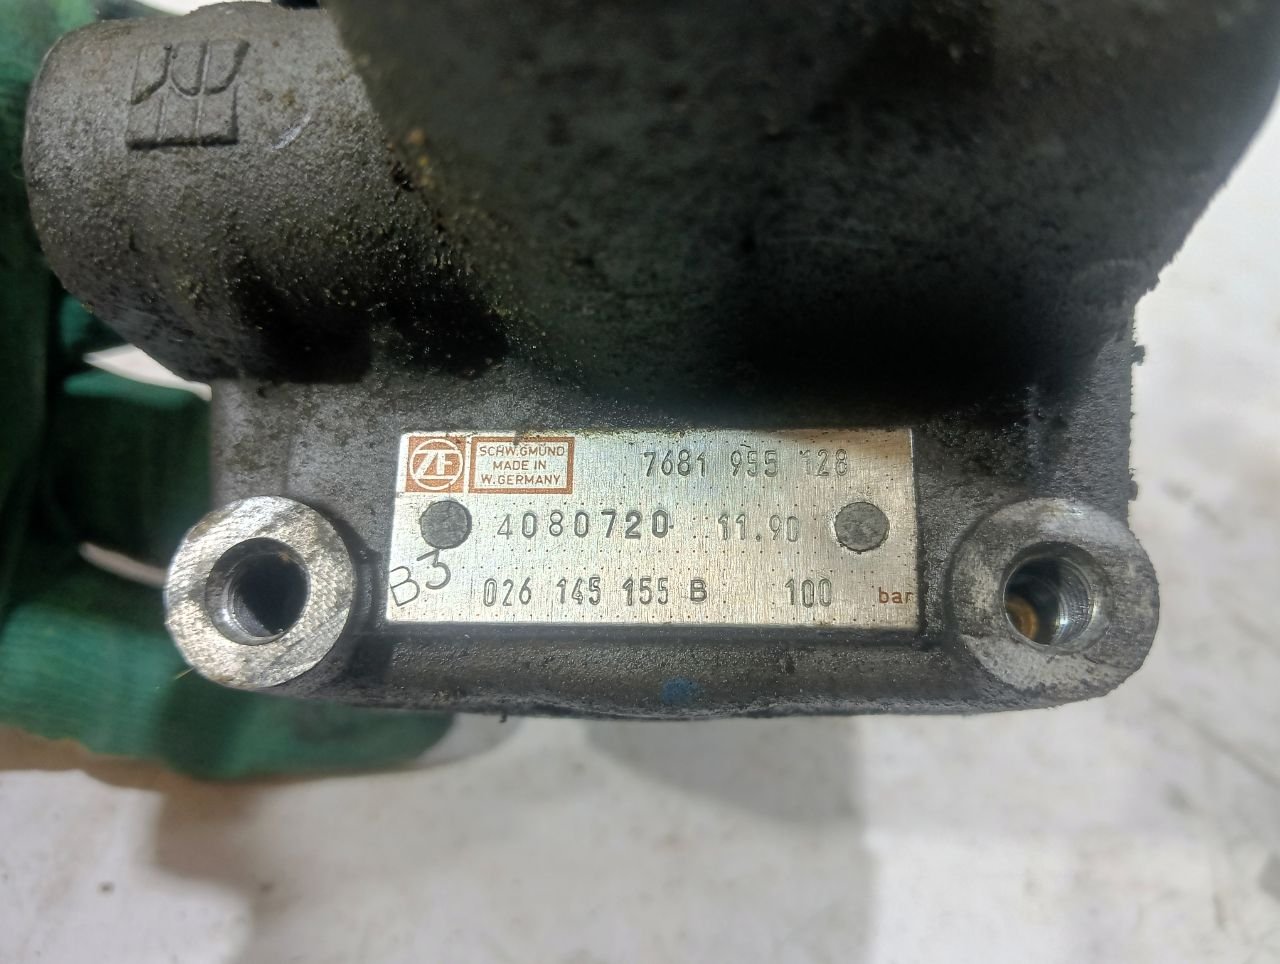 ZF
SCHW.GMÜND
MADE IN
W.GERMANY
7681 955 128
4080720 11.90
B3
026 145 155 B 100 bar